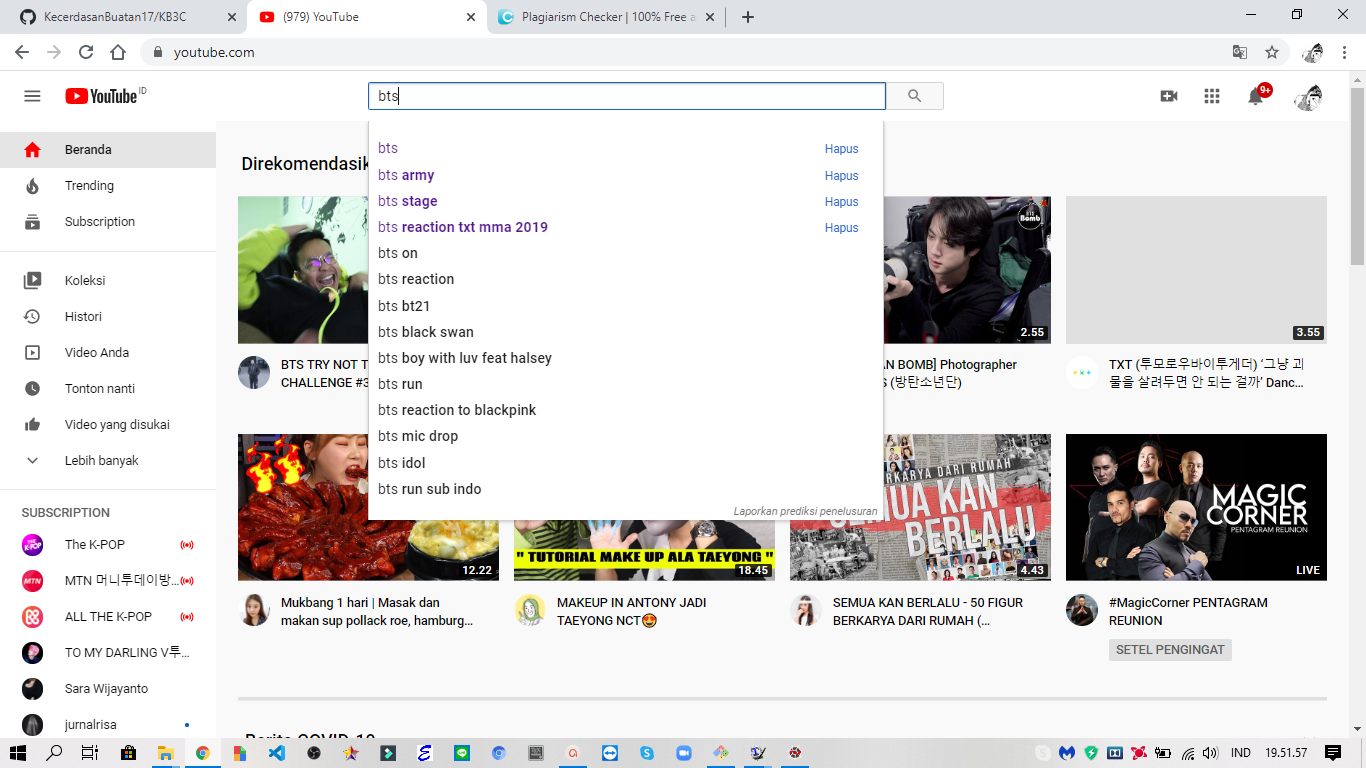 KecerdasanBuatan17/KB3C
(979) YouTube
Plagiarism Checker | 100% Free a
youtube.com
YouTube ID
bts
9+
Beranda
Trending
Subscription
Koleksi
Histori
Video Anda
Tonton nanti
Video yang disukai
Lebih banyak
SUBSCRIPTION
The K-POP
MTN 머니투데이방...
ALL THE K-POP
TO MY DARLING V투...
Sara Wijayanto
jurnalrisa
Direkomendasik
bts Hapus
bts army Hapus
bts stage Hapus
bts reaction txt mma 2019 Hapus
bts on
bts reaction
bts bt21
bts black swan
bts boy with luv feat halsey
bts run
bts reaction to blackpink
bts mic drop
bts idol
bts run sub indo
Laporkan prediksi penelusuran
BTS TRY NOT T
CHALLENGE #3
BTS
Bomb
2.55
AN BOMB] Photographer
S (방탄소년단)
3.55
TXT (투모로우바이투게더) ‘그냥 괴
물을 살려두면 안 되는 걸까’ Danc...
12.22
Mukbang 1 hari | Masak dan
makan sup pollack roe, hamburg...
" TUTORIAL MAKE UP ALA TAEYONG "
18.45
MAKEUP IN ANTONY JADI
TAEYONG NCT🤩
BERKARYA DARI RUMAH
SEMUA KAN
BERLALU
4.43
SEMUA KAN BERLALU - 50 FIGUR
BERKARYA DARI RUMAH (...
MAGIC
CORNER
PENTAGRAM REUNION
LIVE
#MagicCorner PENTAGRAM
REUNION
SETEL PENGINGAT
Berita COVID-19
IND
19.51.57